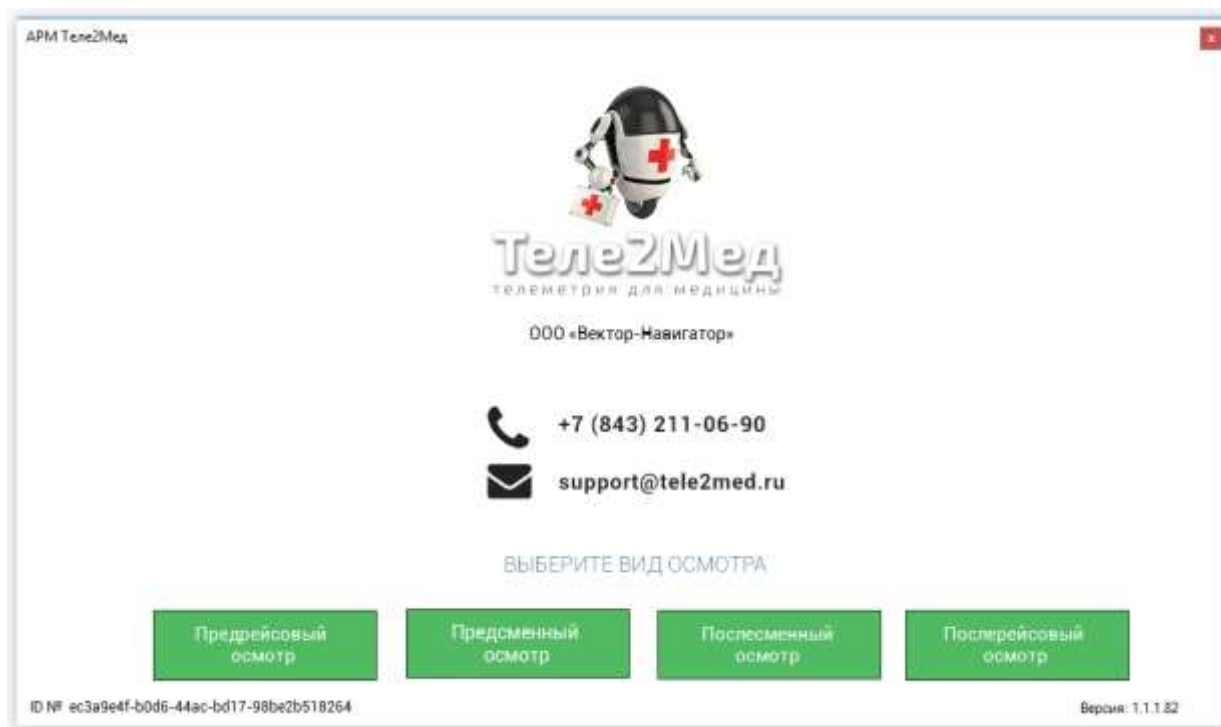 АРМ Теле2Мед
x
Теле2Мед
телеметрия для медицины
ООО «Вектор-Навигатор»
+7 (843) 211-06-90
support@tele2med.ru
ВЫБЕРИТЕ ВИД ОСМОТРА
Предрейсовый
осмотр
Предсменный
осмотр
Послесменный
осмотр
Послерейсовый
осмотр
ID № ec3a9e4f-b0d6-44ac-bd17-98be2b518264
Версия: 1.1.1.82